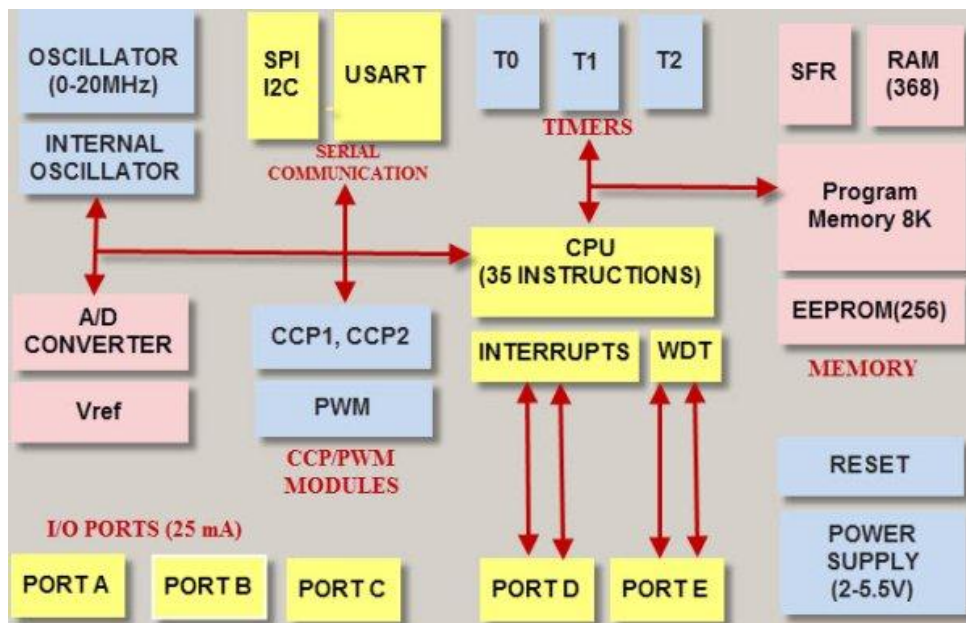 OSCILLATOR
(0-20MHz)
INTERNAL
OSCILLATOR
SPI
I2C
USART
SERIAL
COMMUNICATION
T0
T1
T2
TIMERS
SFR
RAM
(368)
Program
Memory 8K
EEPROM(256)
MEMORY
CPU
(35 INSTRUCTIONS)
A/D
CONVERTER
Vref
CCP1, CCP2
PWM
CCP/PWM
MODULES
INTERRUPTS
WDT
RESET
POWER
SUPPLY
(2-5.5V)
I/O PORTS (25 mA)
PORT A
PORT B
PORT C
PORT D
PORT E